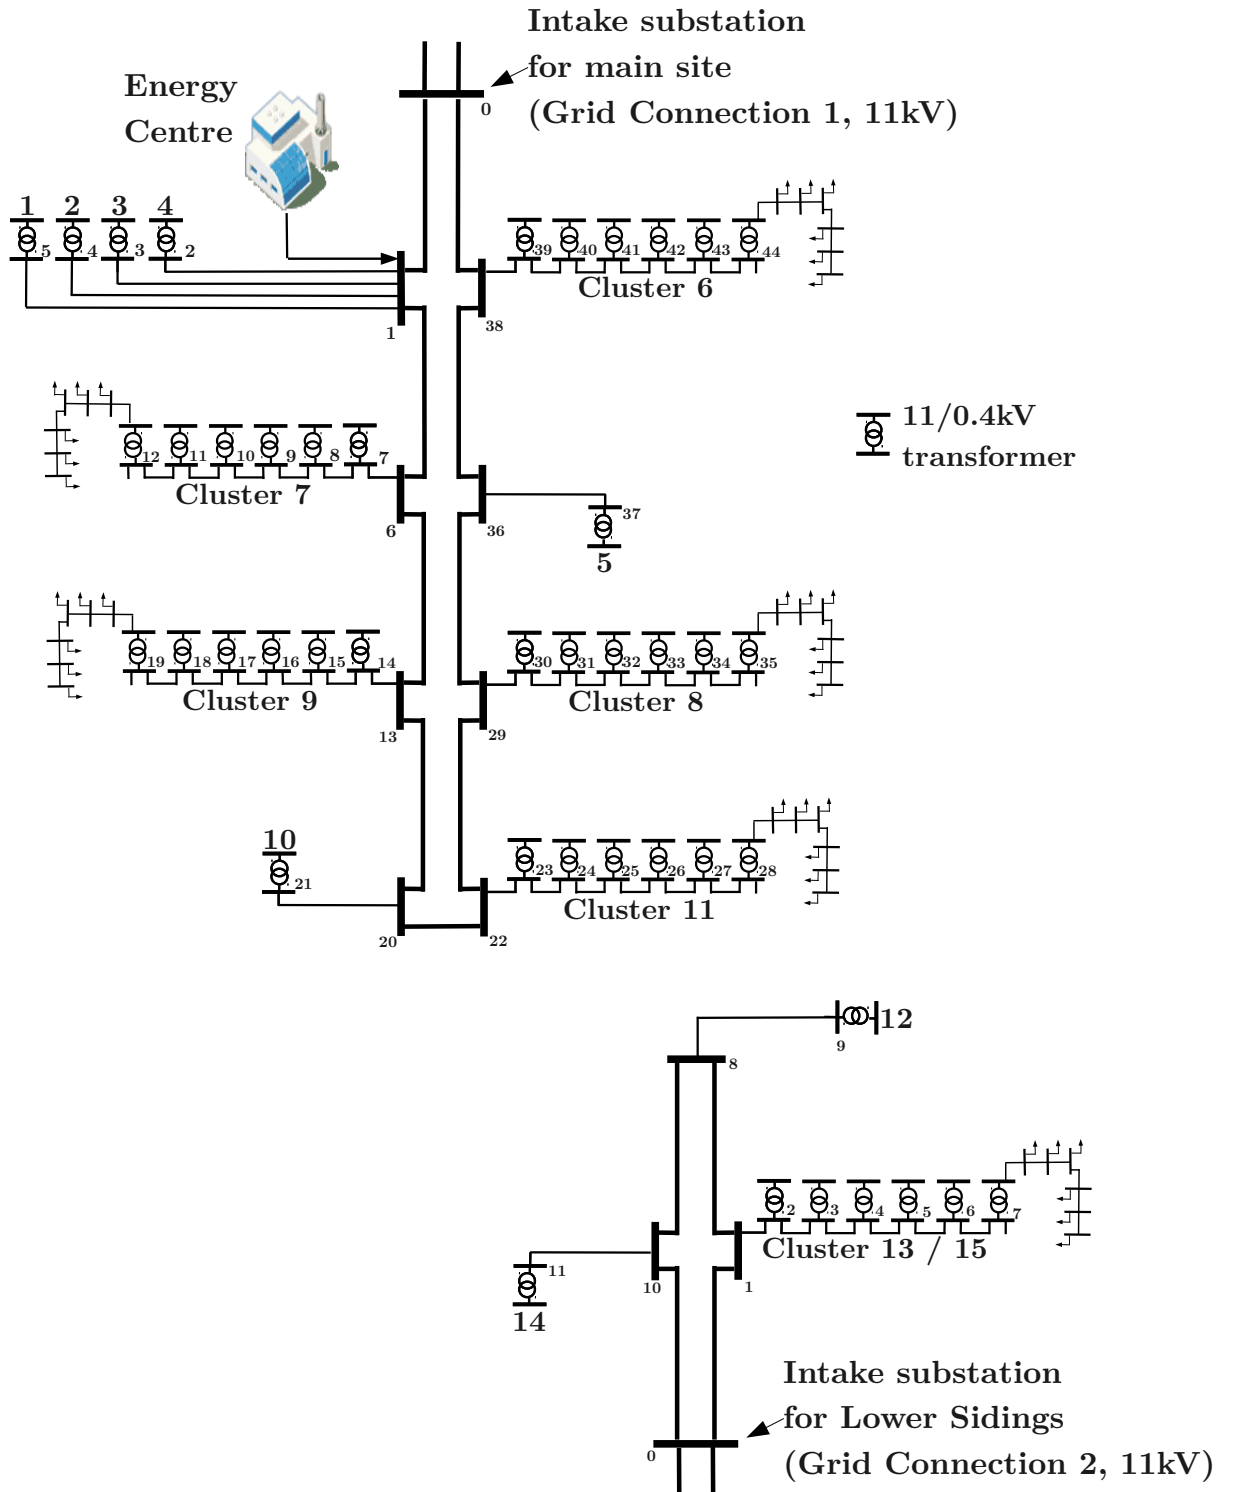 Intake substation
for main site
(Grid Connection 1, 11kV)
0
Energy
Centre
1 2 3 4
5 4 3 2
1
39 40 41 42 43 44
Cluster 6
38
11/0.4kV
transformer
12 11 10 9 8 7
Cluster 7
6
36
37
5
19 18 17 16 15 14
Cluster 9
13
30 31 32 33 34 35
Cluster 8
29
10
21
20
23 24 25 26 27 28
Cluster 11
22
12
9
8
2 3 4 5 6 7
Cluster 13 / 15
1
10
11
14
Intake substation
for Lower Sidings
(Grid Connection 2, 11kV)
0